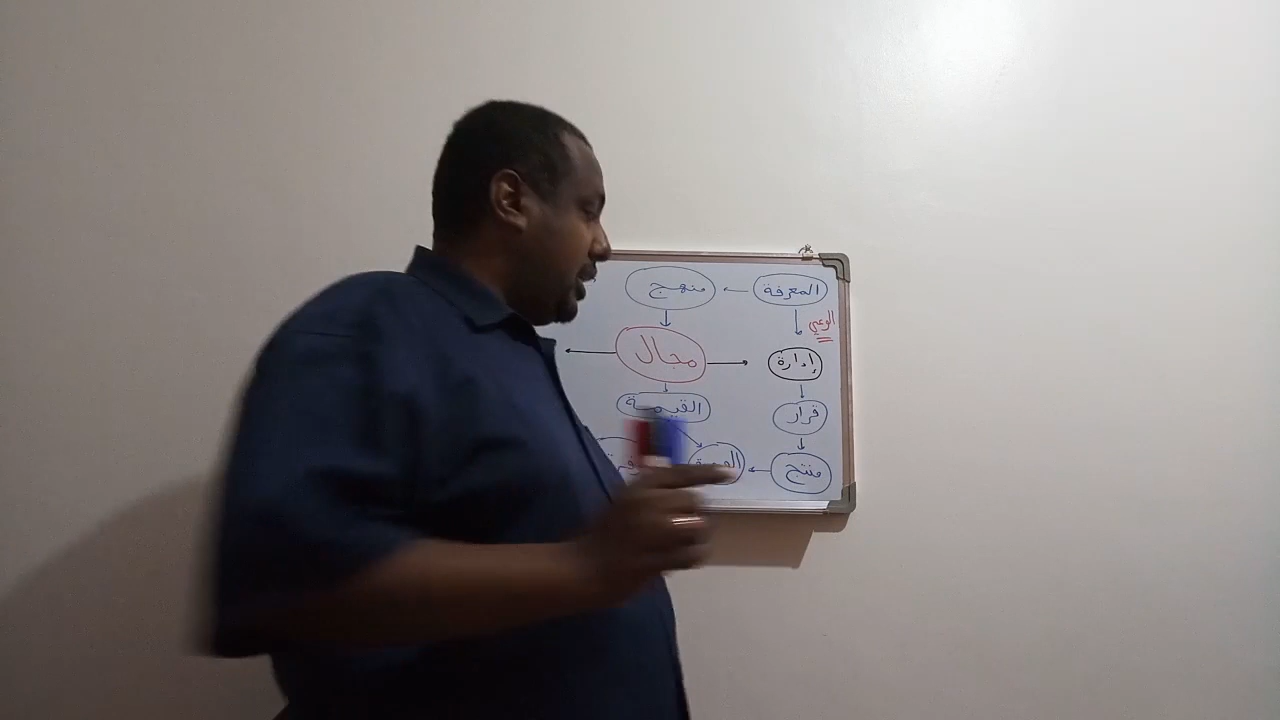 المعرفة منهج
الوعي
مجال إدارة
القيمة قرار
منتج